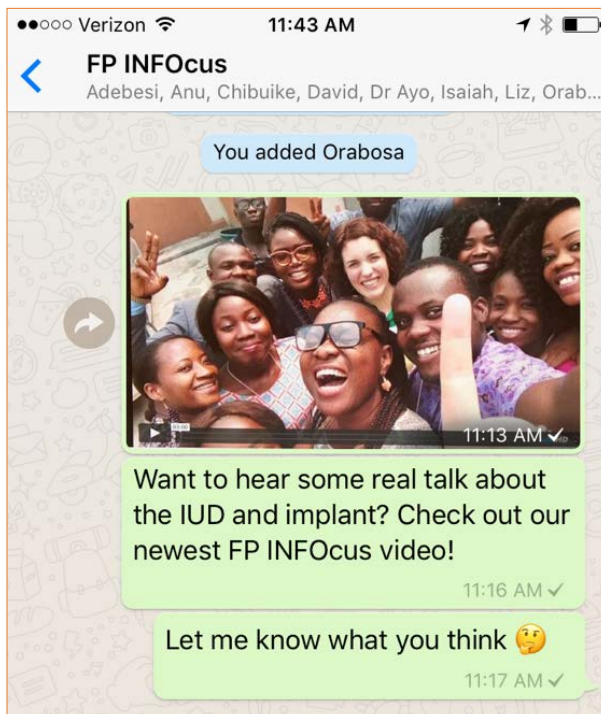 ●●○○○ Verizon 11:43 AM
FP INFOcus
Adebesi, Anu, Chibuike, David, Dr Ayo, Isaiah, Liz, Orab...
You added Orabosa
11:13 AM ✓
Want to hear some real talk about
the IUD and implant? Check out our
newest FP INFOcus video!
11:16 AM ✓
Let me know what you think 🤔
11:17 AM ✓